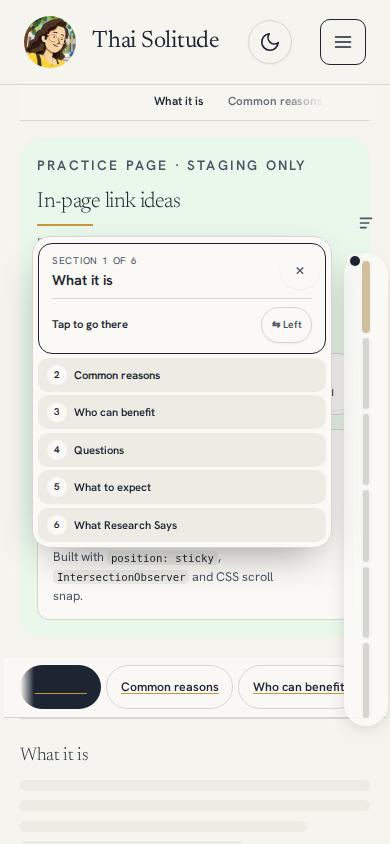 Thai Solitude
What it is
Common reasons
PRACTICE PAGE · STAGING ONLY
In-page link ideas
SECTION 1 OF 6
What it is
×
Tap to go there
⇆ Left
2 Common reasons
3 Who can benefit
4 Questions
5 What to expect
6 What Research Says
Built with position: sticky,
IntersectionObserver and CSS scroll
snap.
Common reasons
Who can benefit
What it is